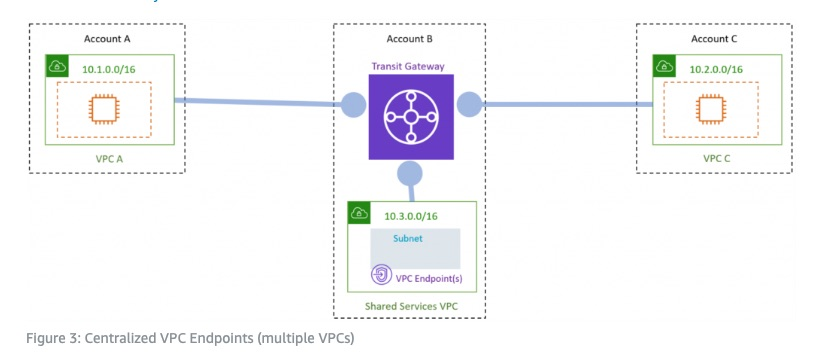 Account A
10.1.0.0/16
VPC A
Account B
Transit Gateway
10.3.0.0/16
Subnet
VPC Endpoint(s)
Shared Services VPC
Account C
10.2.0.0/16
VPC C
Figure 3: Centralized VPC Endpoints (multiple VPCs)